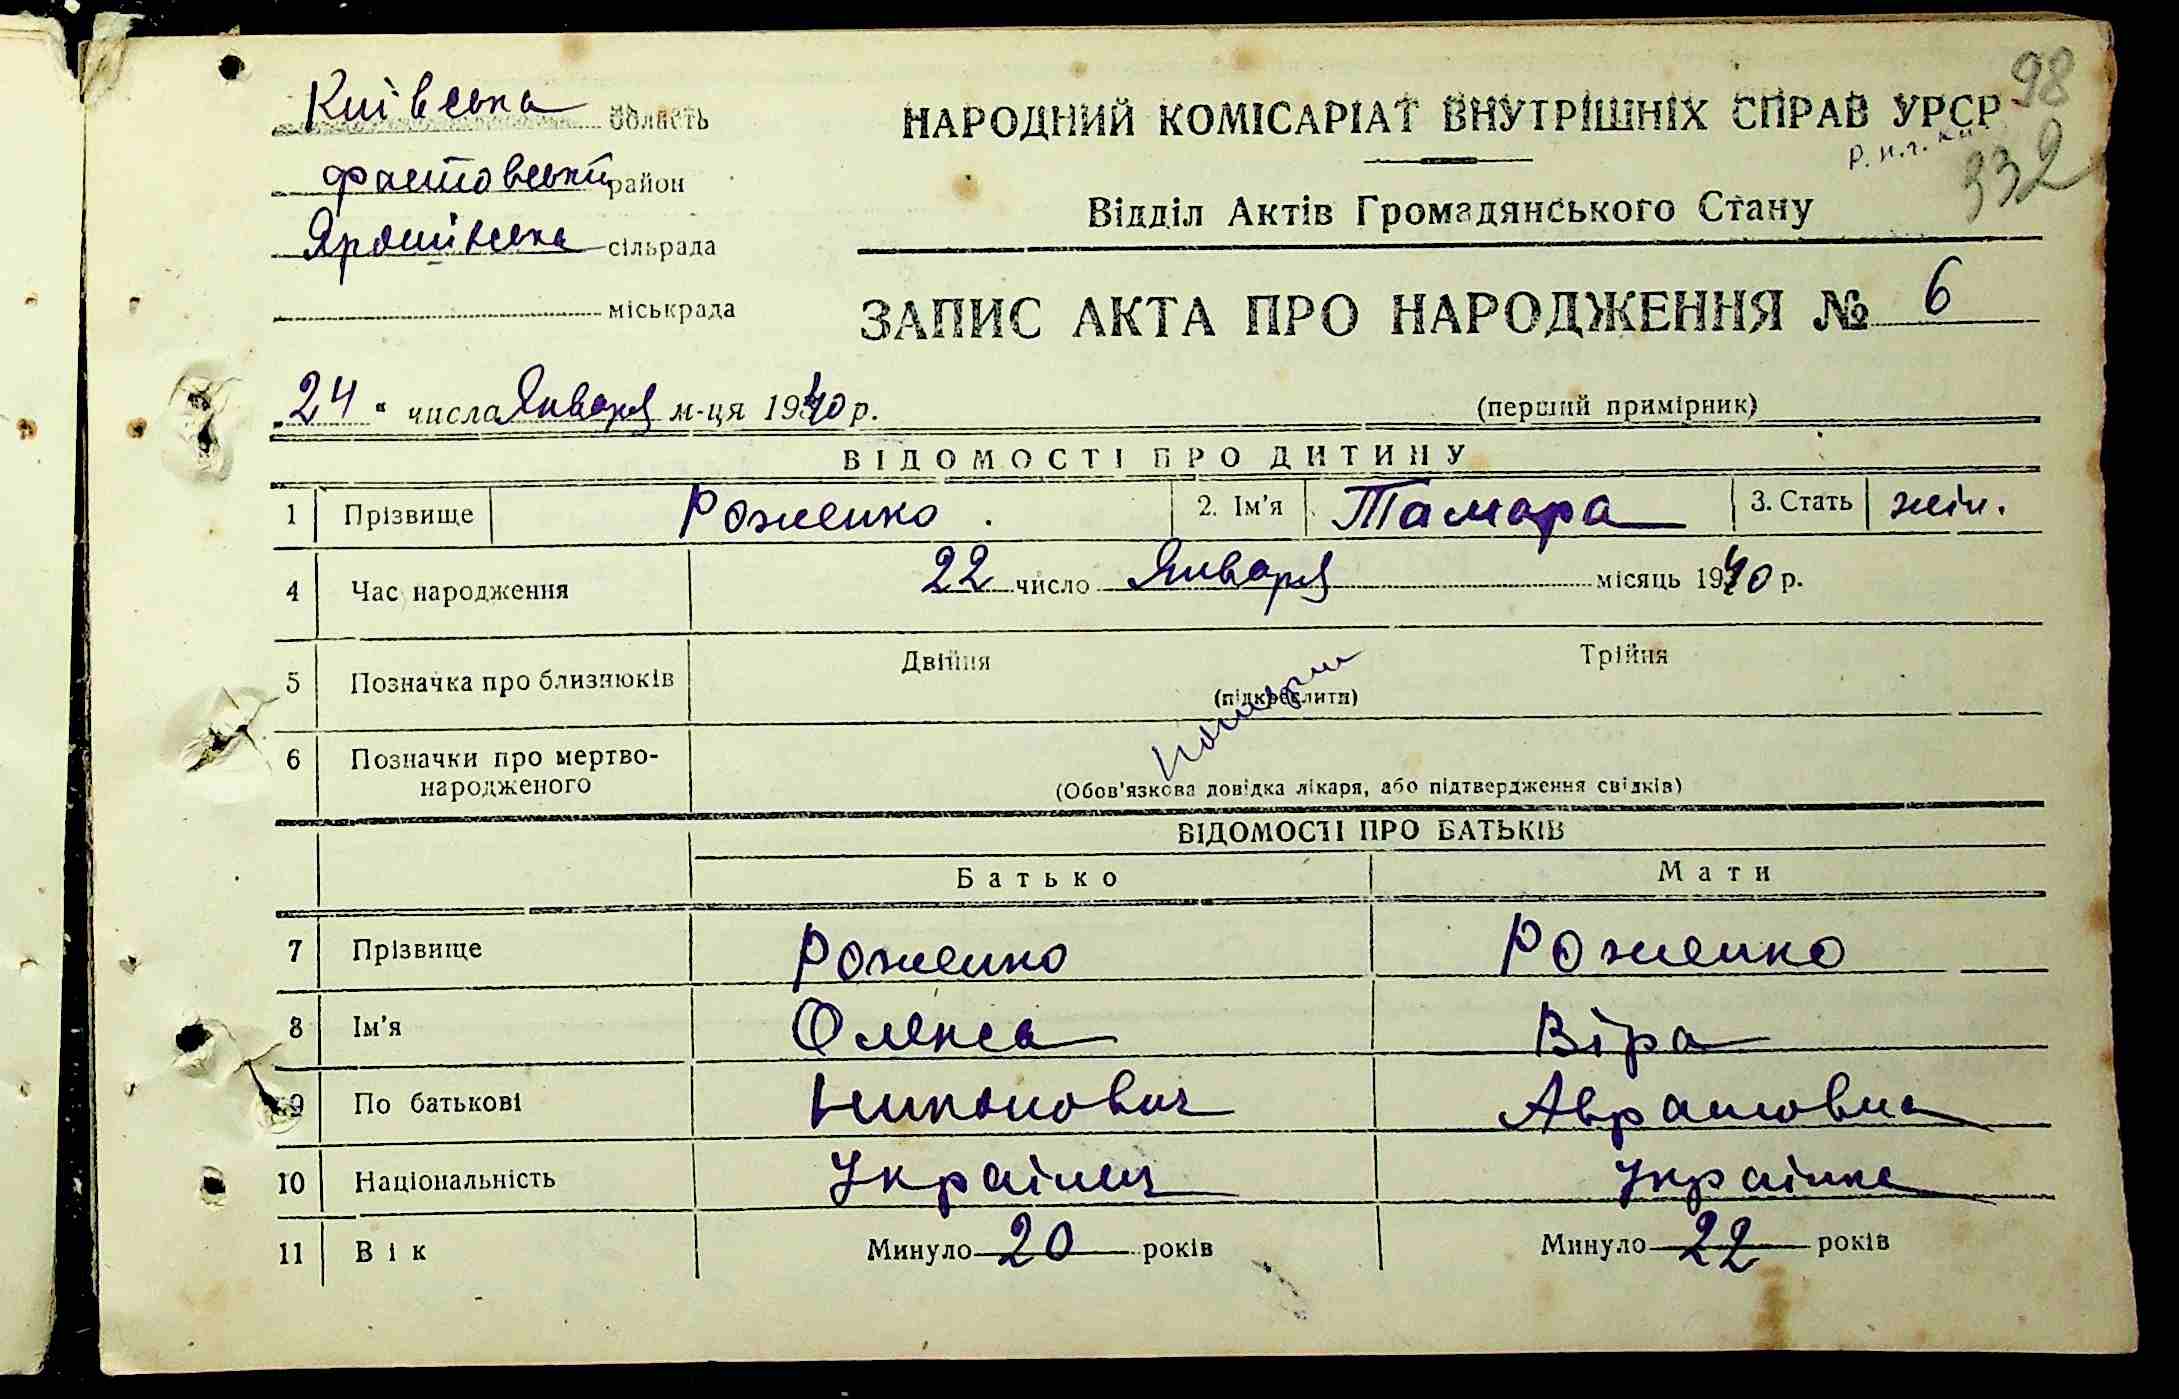 98
332
Київська область
Фастовський район
Ярошівська сільрада
міськрада
НАРОДНИЙ КОМІСАРІАТ ВНУТРІШНІХ СПРАВ УРСР
Відділ Актів Громадянського Стану
ЗАПИС АКТА ПРО НАРОДЖЕННЯ № 6
24 " числа Января м-ця 1940 р.
(перший примірник)
ВІДОМОСТІ ПРО ДИТИНУ
1 Прізвище Роженко. 2. Ім'я Тамара 3. Стать жін.
4 Час народження 22 число Января місяць 1940 р.
5 Позначка про близнюків Двійня Трійня
(підкреслити)
6 Позначки про мертво-
народженого
(Обов'язкова довідка лікаря, або підтвердження свідків)
ВІДОМОСТІ ПРО БАТЬКІВ
Батько Мати
7 Прізвище Роженко Роженко
8 Ім'я Олекса Віра
9 По батькові Никонович Аврамовна
10 Національність Українец Українка
11 Вік Минуло 20 років Минуло 22 років